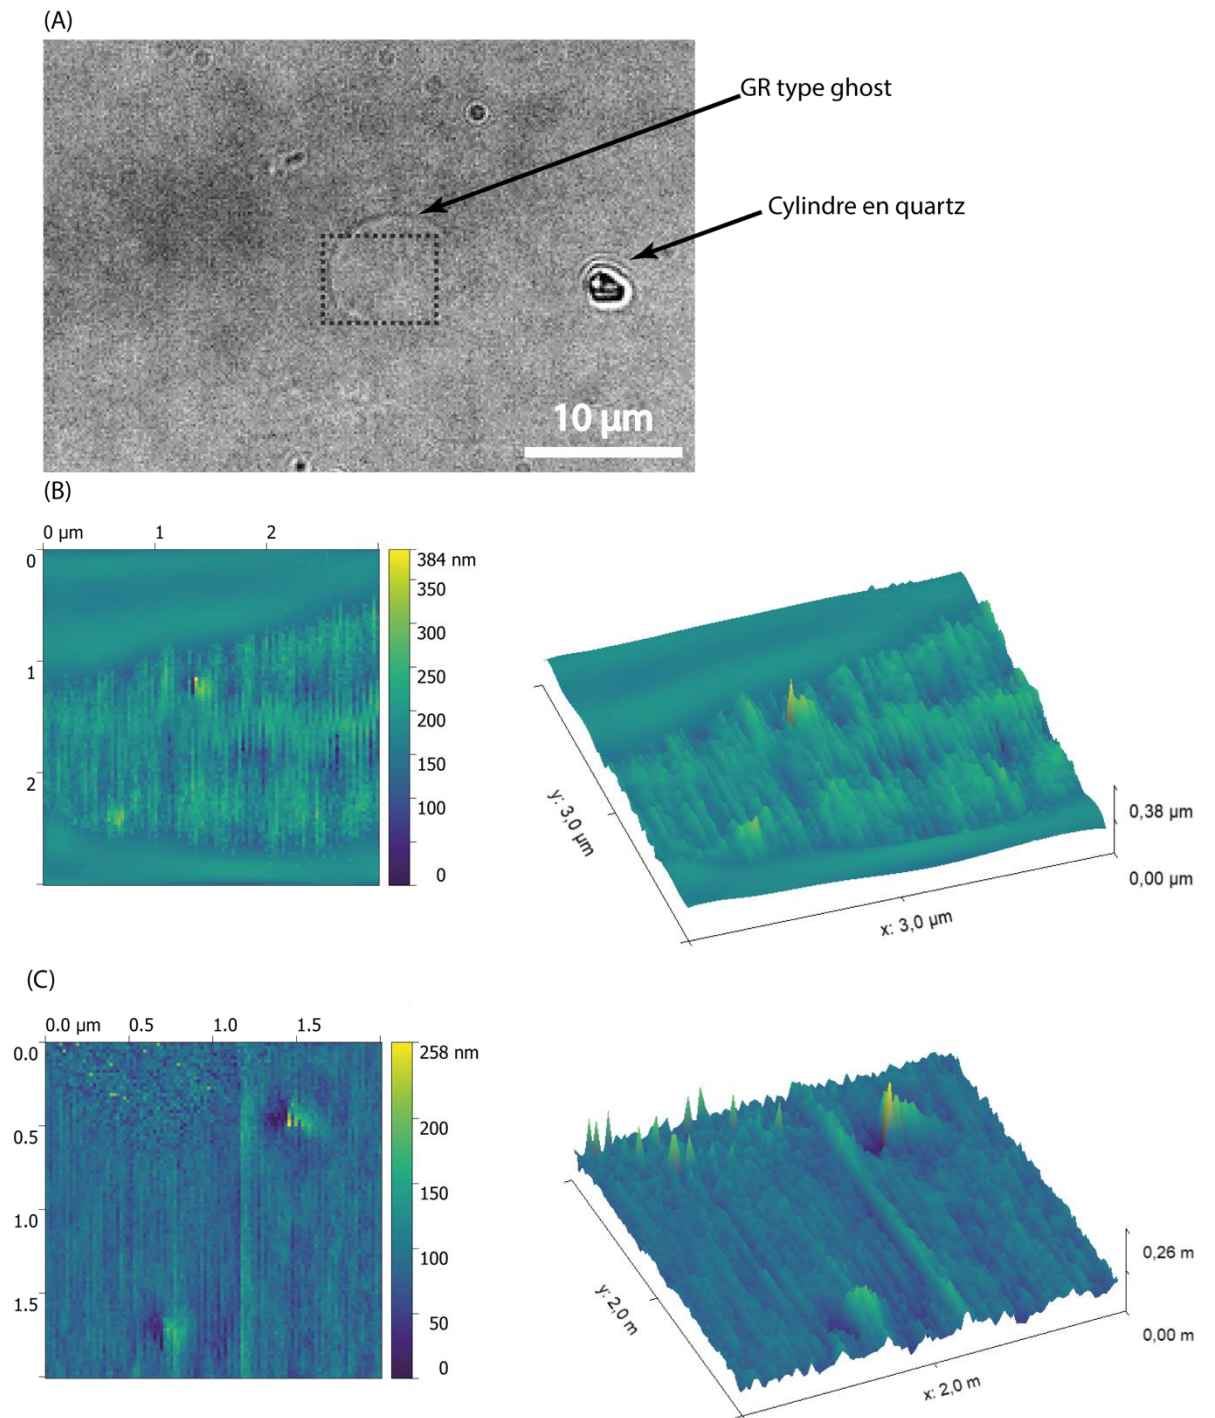 (A)
GR type ghost
Cylindre en quartz
10 µm
(B)
0 µm 1 2
0
1
2
384 nm
350
300
250
200
150
100
0
y: 3,0 µm
x: 3,0 µm
0,38 µm
0,00 µm
(C)
0.0 µm 0.5 1.0 1.5
0.0
0.5
1.0
1.5
258 nm
200
150
100
50
0
y: 2,0 m
x: 2,0 m
0,26 m
0,00 m